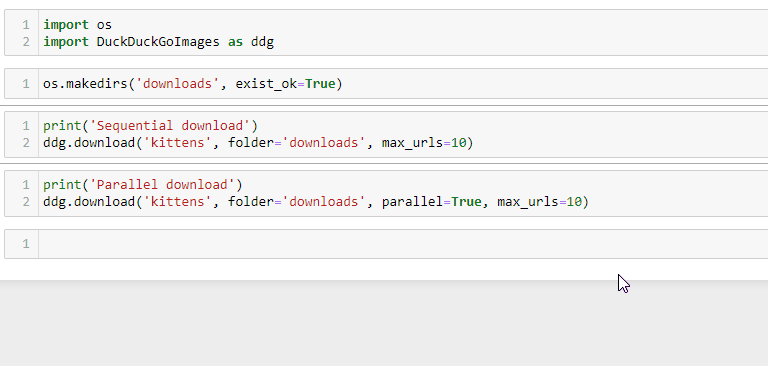 1 import os
2 import DuckDuckGoImages as ddg
1 os.makedirs('downloads', exist_ok=True)
1 print('Sequential download')
2 ddg.download('kittens', folder='downloads', max_urls=10)
1 print('Parallel download')
2 ddg.download('kittens', folder='downloads', parallel=True, max_urls=10)
1